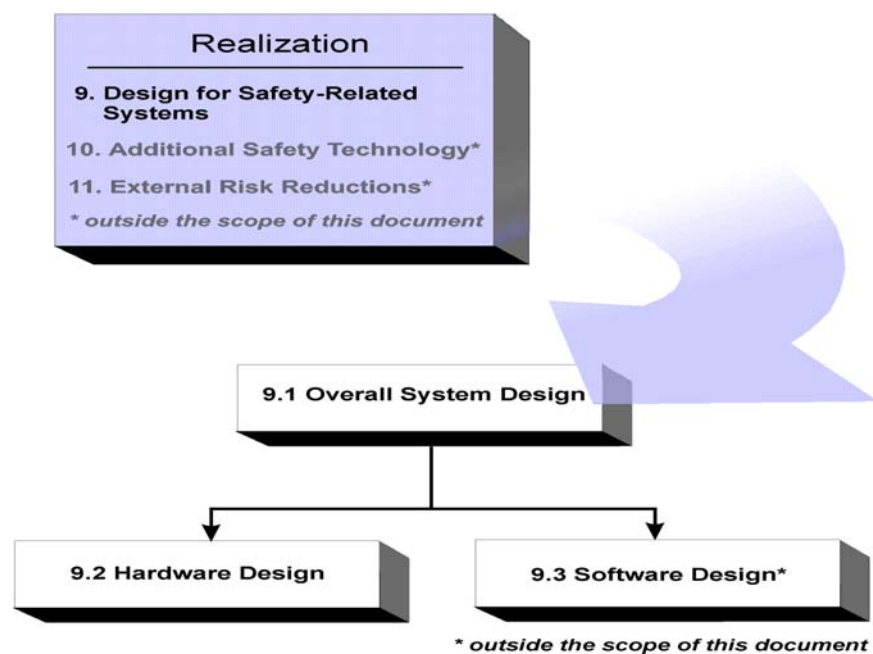 Realization
9. Design for Safety-Related
Systems
10. Additional Safety Technology*
11. External Risk Reductions*
* outside the scope of this document
9.1 Overall System Design
9.2 Hardware Design
9.3 Software Design*
* outside the scope of this document